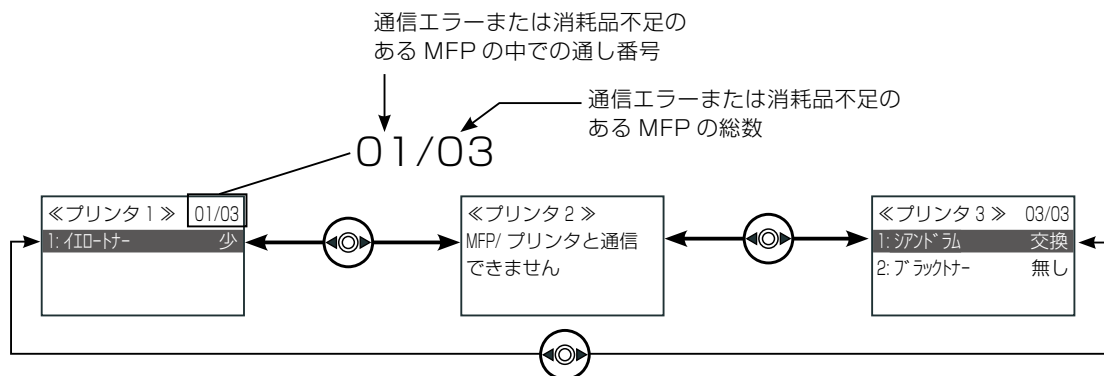 通信エラーまたは消耗品不足の
ある MFP の中での通し番号
通信エラーまたは消耗品不足の
ある MFP の総数
01/03
≪プリンタ 1 ≫ 01/03
1: ｲｴﾛｰﾄﾅｰ 少
≪プリンタ 2 ≫
MFP/ プリンタと通信
できません
≪プリンタ 3 ≫ 03/03
1: ｼｱﾝﾄﾞﾗﾑ 交換
2: ﾌﾞﾗｯｸﾄﾅｰ 無し